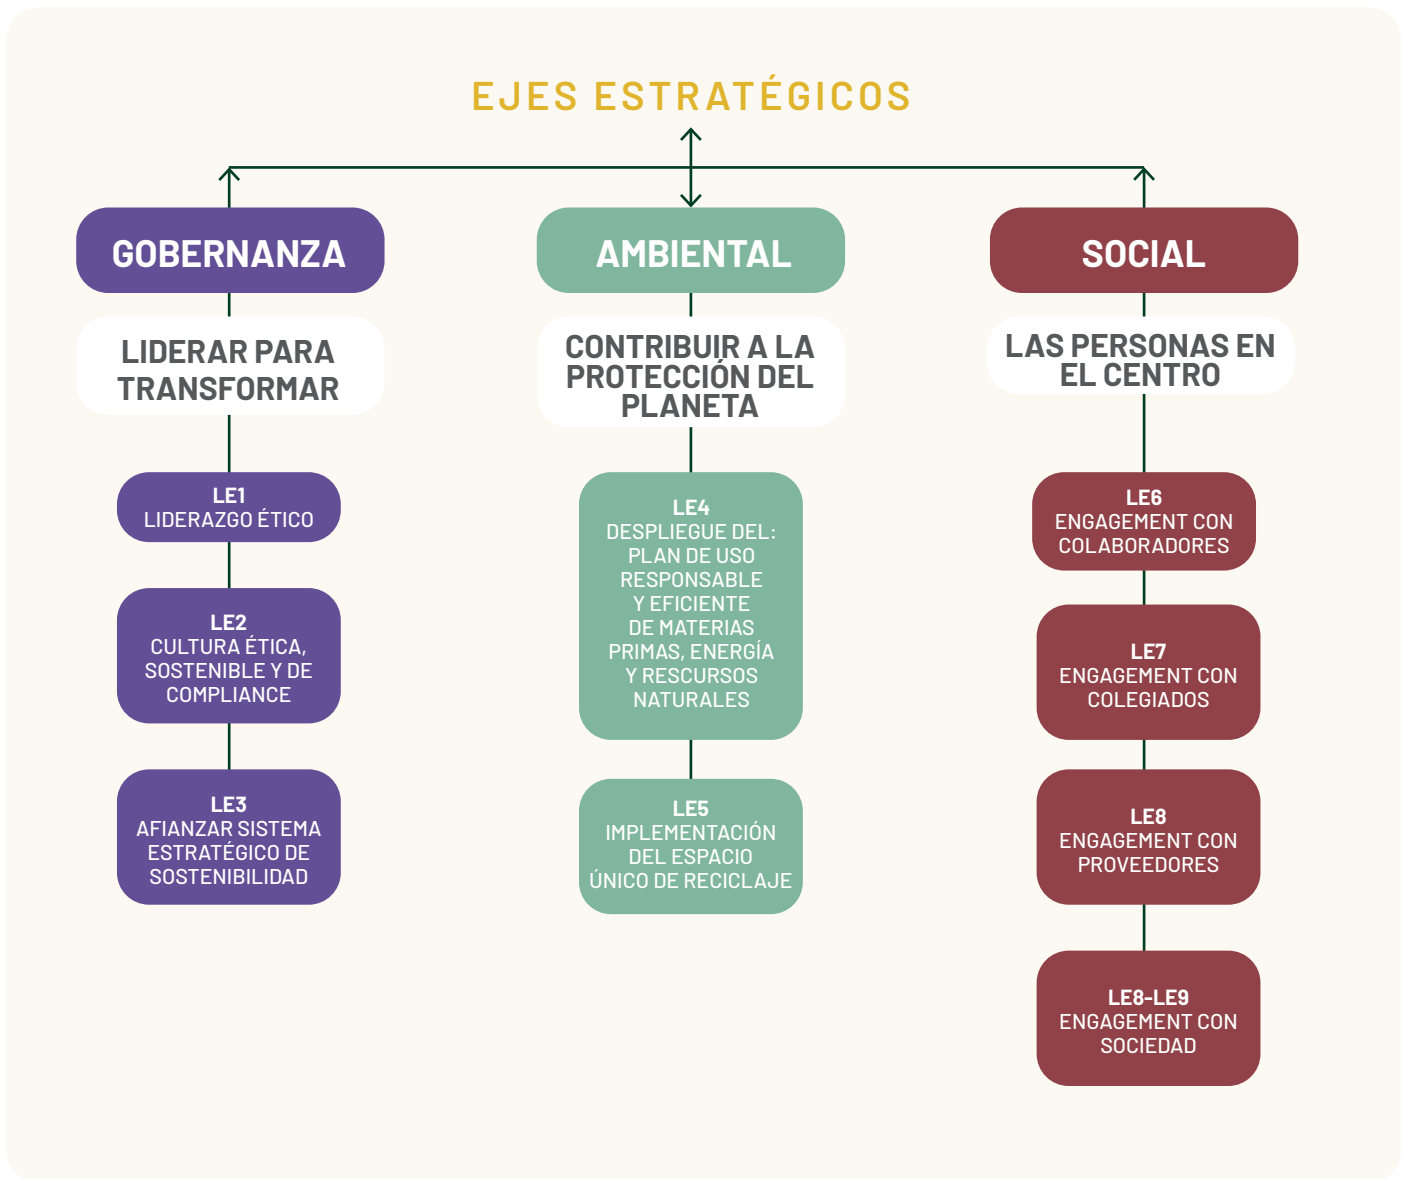 EJES ESTRATÉGICOS
GOBERNANZA
LIDERAR PARA
TRANSFORMAR
LE1
LIDERAZGO ÉTICO
LE2
CULTURA ÉTICA,
SOSTENIBLE Y DE
COMPLIANCE
LE3
AFIANZAR SISTEMA
ESTRATÉGICO DE
SOSTENIBILIDAD
AMBIENTAL
CONTRIBUIR A LA
PROTECCIÓN DEL
PLANETA
LE4
DESPLIEGUE DEL:
PLAN DE USO
RESPONSABLE
Y EFICIENTE
DE MATERIAS
PRIMAS, ENERGÍA
Y RESCURSOS
NATURALES
LE5
IMPLEMENTACIÓN
DEL ESPACIO
ÚNICO DE RECICLAJE
SOCIAL
LAS PERSONAS EN
EL CENTRO
LE6
ENGAGEMENT CON
COLABORADORES
LE7
ENGAGEMENT CON
COLEGIADOS
LE8
ENGAGEMENT CON
PROVEEDORES
LE8-LE9
ENGAGEMENT CON
SOCIEDAD